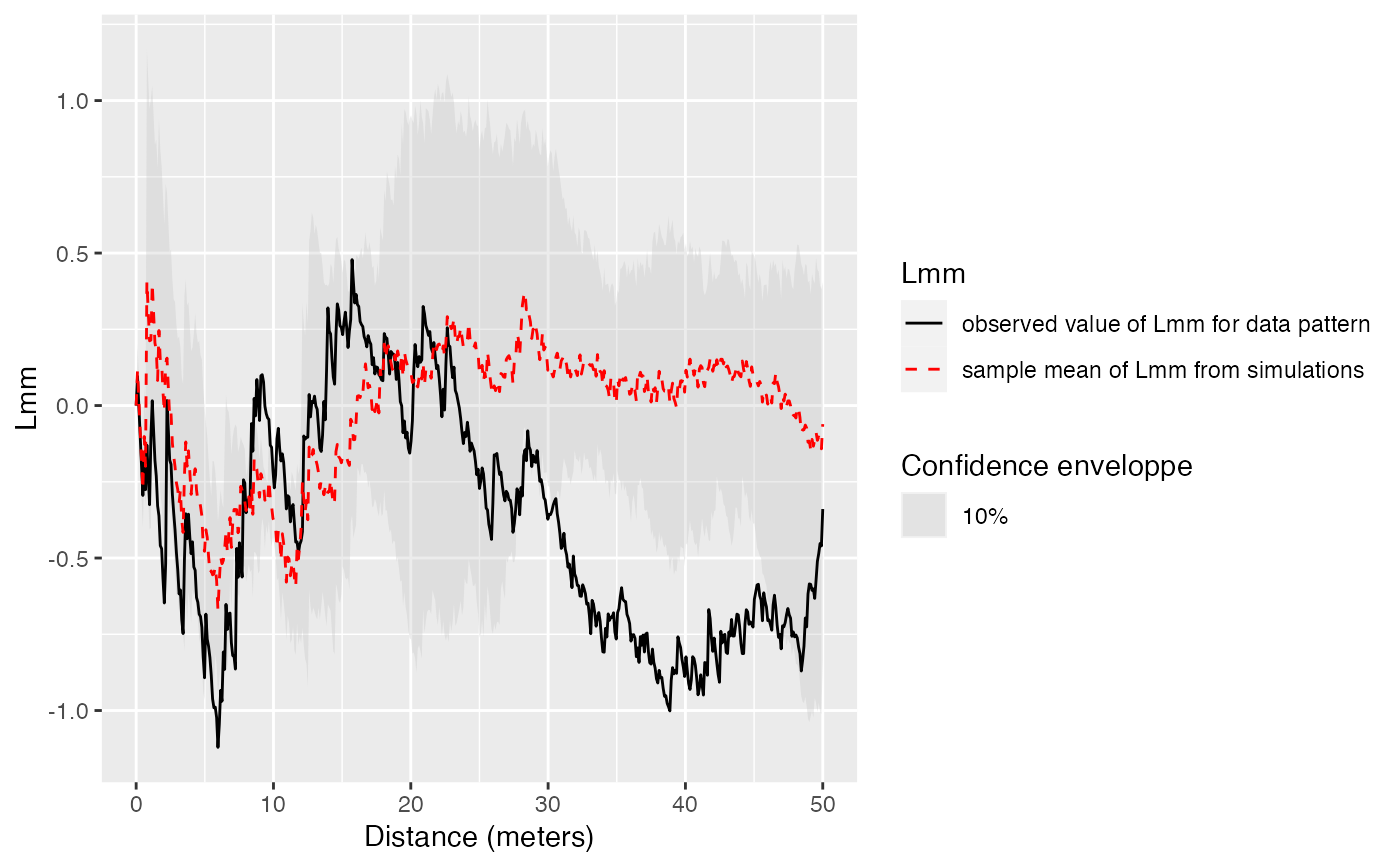 1.0
0.5
0.0
-0.5
-1.0
Lmm
0 10 20 30 40 50
Distance (meters)
Lmm
observed value of Lmm for data pattern
sample mean of Lmm from simulations
Confidence enveloppe
10%